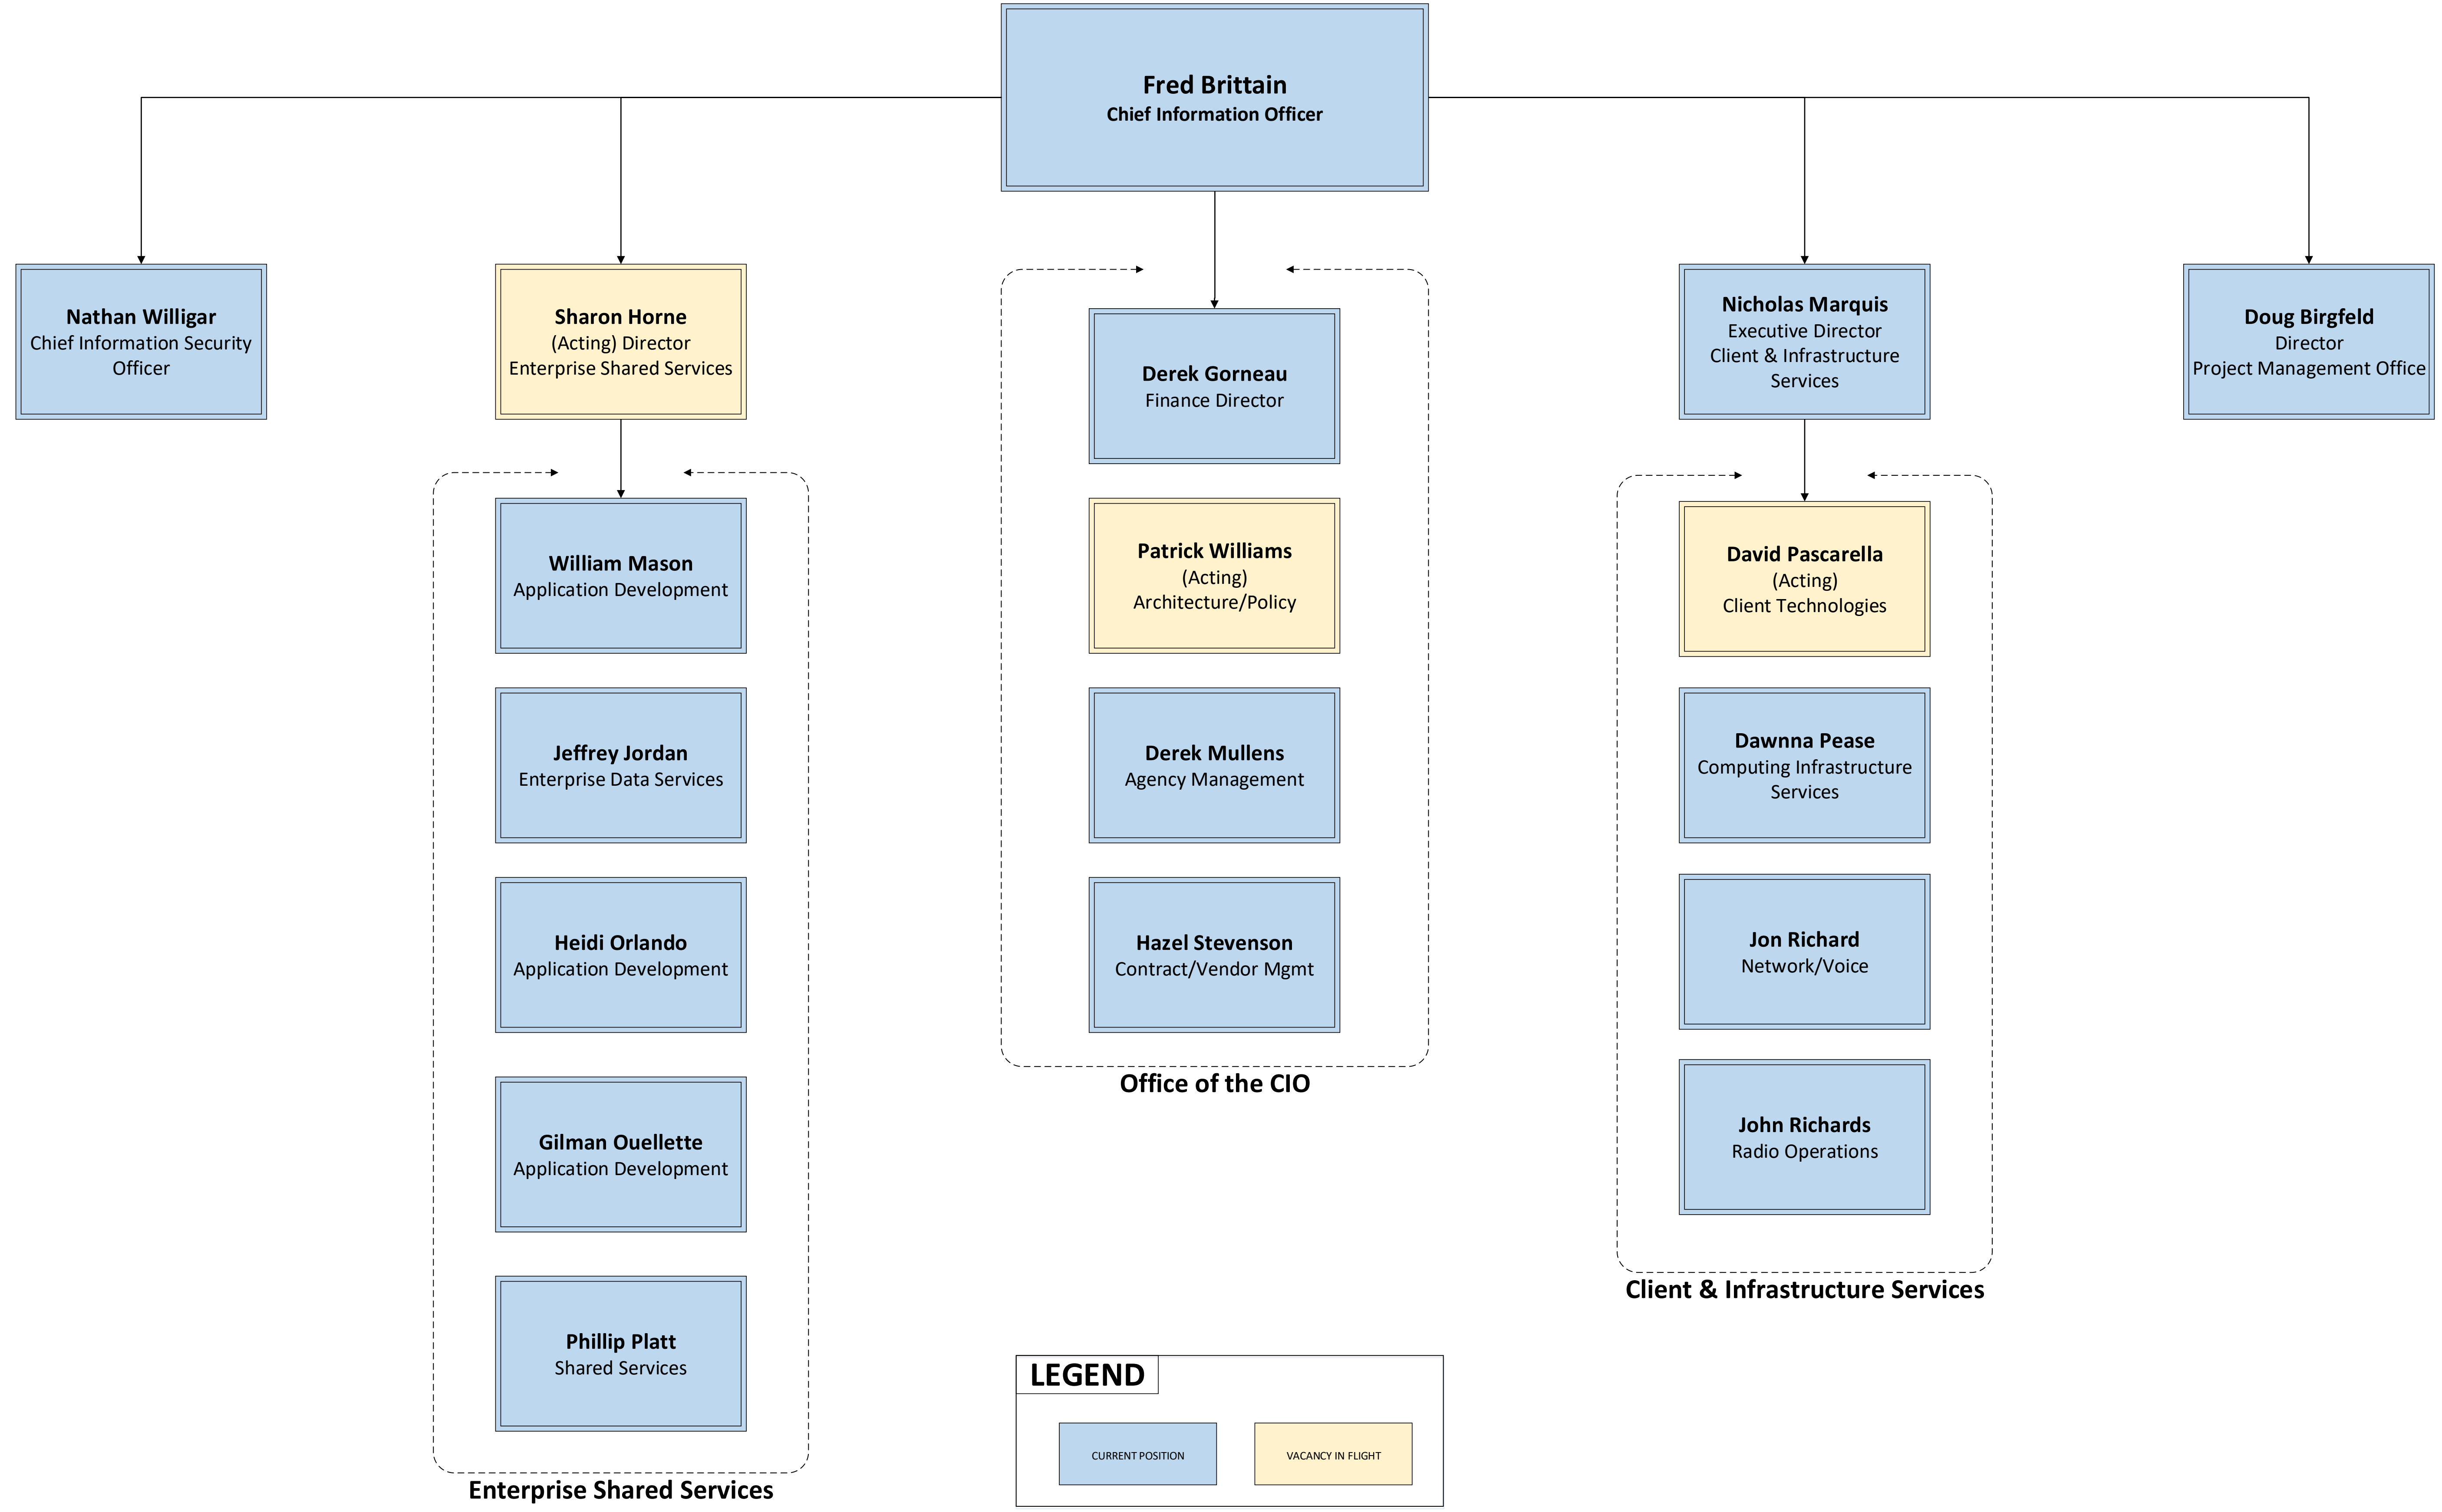 Fred Brittain
Chief Information Officer
Nathan Willigar
Chief Information Security
Officer
Sharon Horne
(Acting) Director
Enterprise Shared Services
Derek Gorneau
Finance Director
Nicholas Marquis
Executive Director
Client & Infrastructure
Services
Doug Birgfeld
Director
Project Management Office
William Mason
Application Development
Jeffrey Jordan
Enterprise Data Services
Heidi Orlando
Application Development
Gilman Ouellette
Application Development
Phillip Platt
Shared Services
Enterprise Shared Services
Patrick Williams
(Acting)
Architecture/Policy
Derek Mullens
Agency Management
Hazel Stevenson
Contract/Vendor Mgmt
Office of the CIO
David Pascarella
(Acting)
Client Technologies
Dawnna Pease
Computing Infrastructure
Services
Jon Richard
Network/Voice
John Richards
Radio Operations
Client & Infrastructure Services
LEGEND
CURRENT POSITION
VACANCY IN FLIGHT